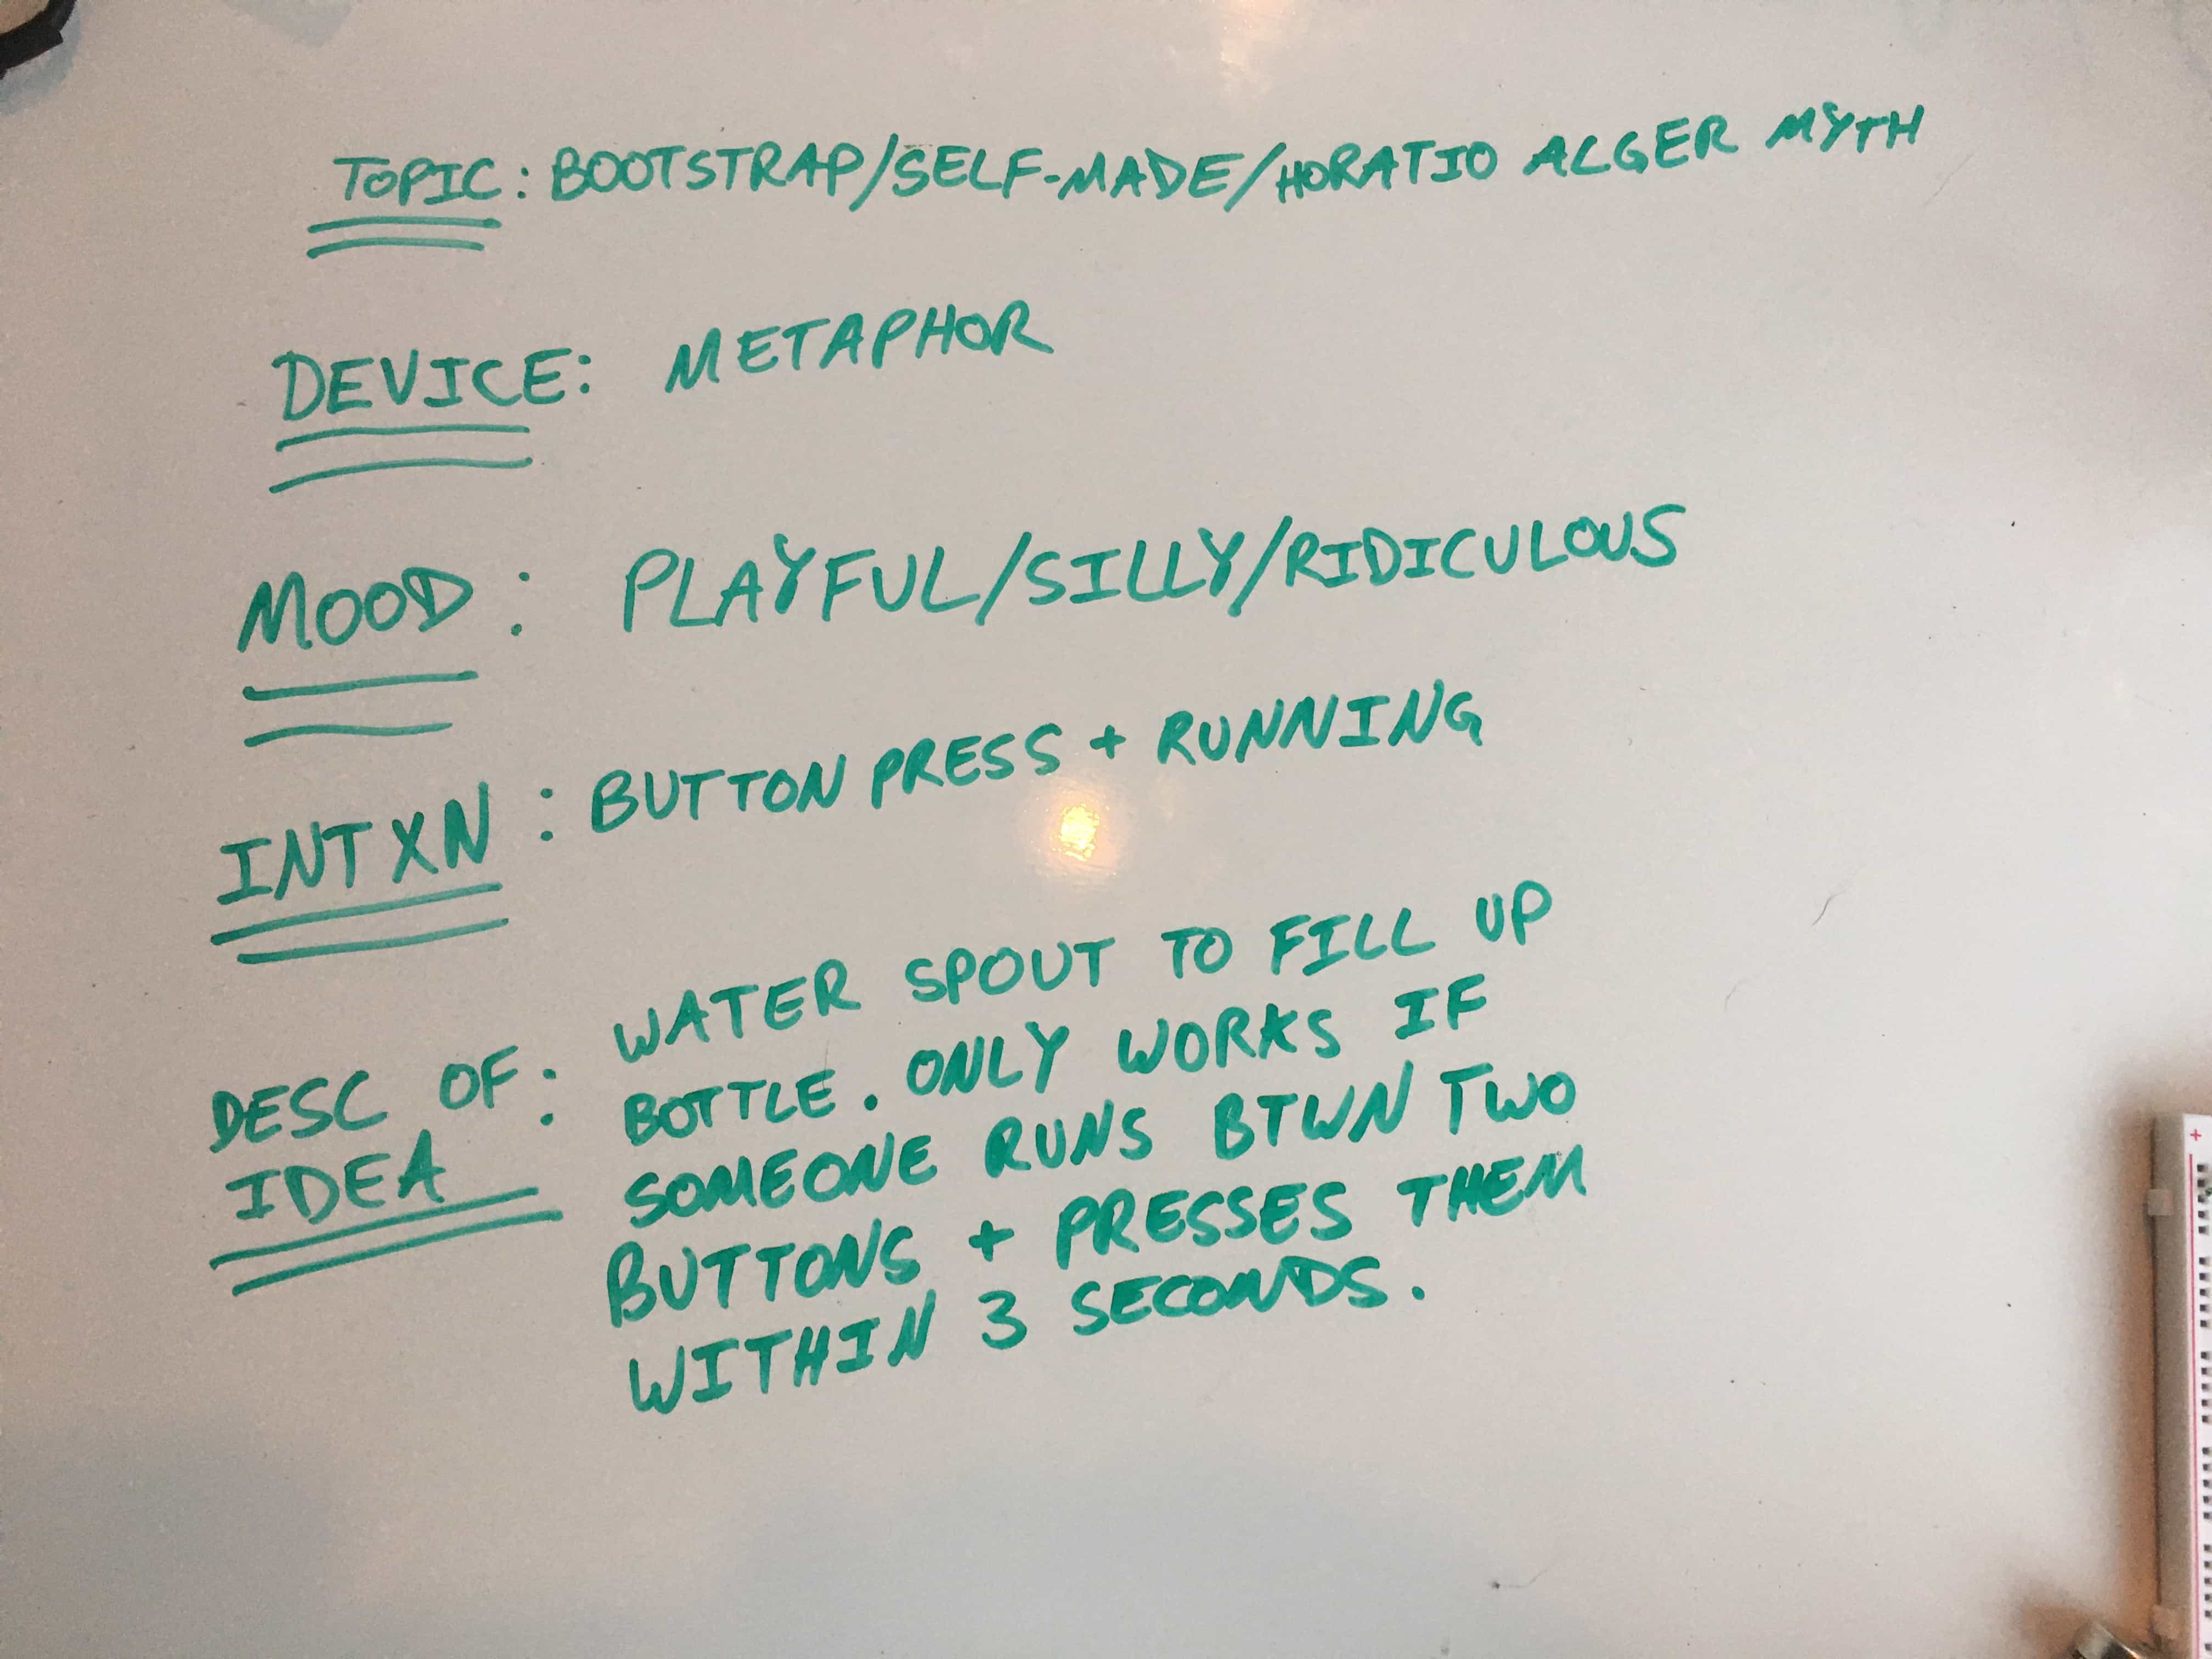 TOPIC: BOOTSTRAP/SELF-MADE/HORATIO ALGER MYTH
DEVICE: METAPHOR
MOOD: PLAYFUL/SILLY/RIDICULOUS
INTXN: BUTTON PRESS + RUNNING
DESC OF IDEA: WATER SPOUT TO FILL UP
BOTTLE. ONLY WORKS IF
SOMEONE RUNS BTWN TWO
BUTTONS + PRESSES THEM
WITHIN 3 SECONDS.
+